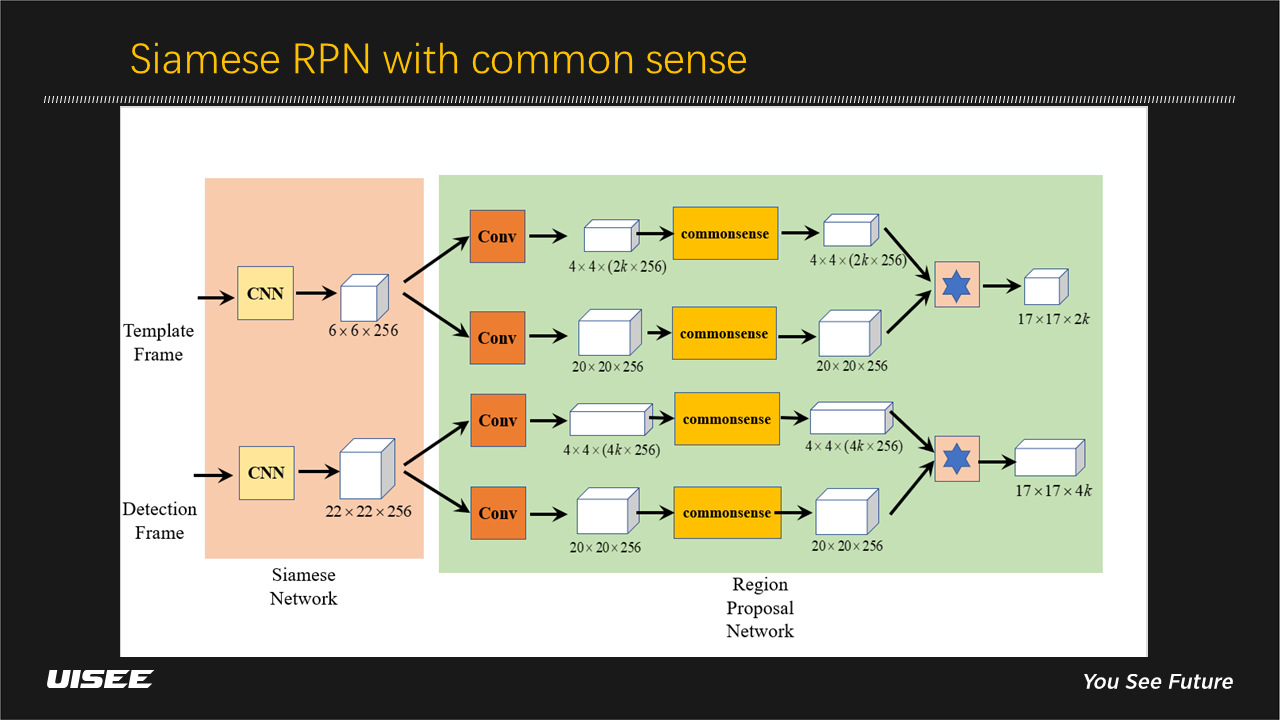 Siamese RPN with common sense
Template
Frame
CNN
6 × 6 × 256
Conv
4 × 4 × (2k × 256)
commonsense
4 × 4 × (2k × 256)
Conv
20 × 20 × 256
commonsense
20 × 20 × 256
17 × 17 × 2k
Detection
Frame
CNN
22 × 22 × 256
Conv
4 × 4 × (4k × 256)
commonsense
4 × 4 × (4k × 256)
Conv
20 × 20 × 256
commonsense
20 × 20 × 256
17 × 17 × 4k
Siamese
Network
Region
Proposal
Network
UISEE
You See Future